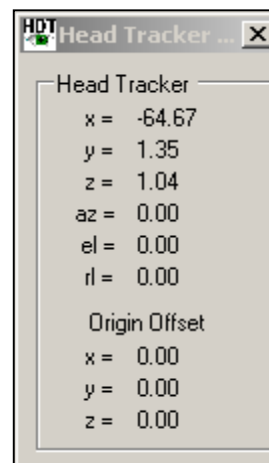 HDT
Head Tracker ...
Head Tracker
x = -64.67
y = 1.35
z = 1.04
az = 0.00
el = 0.00
rl = 0.00
Origin Offset
x = 0.00
y = 0.00
z = 0.00